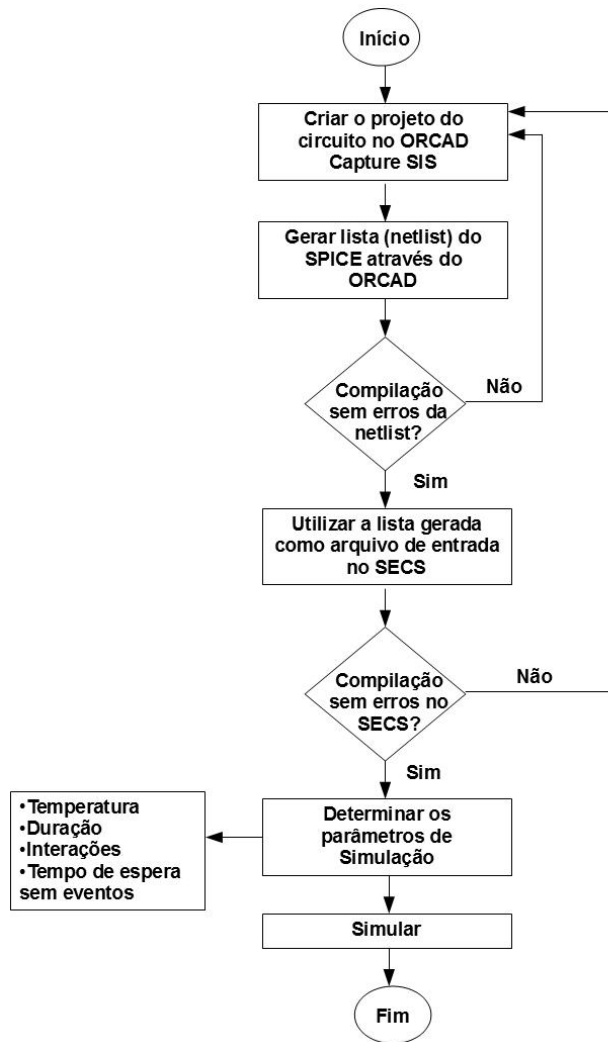 Início
Criar o projeto do
circuito no ORCAD
Capture SIS
Gerar lista (netlist) do
SPICE através do
ORCAD
Compilação
sem erros da
netlist?
Não
Sim
Utilizar a lista gerada
como arquivo de entrada
no SECS
Compilação
sem erros no
SECS?
Não
Sim
•Temperatura
•Duração
•Interações
•Tempo de espera
sem eventos
Determinar os
parâmetros de
Simulação
Simular
Fim